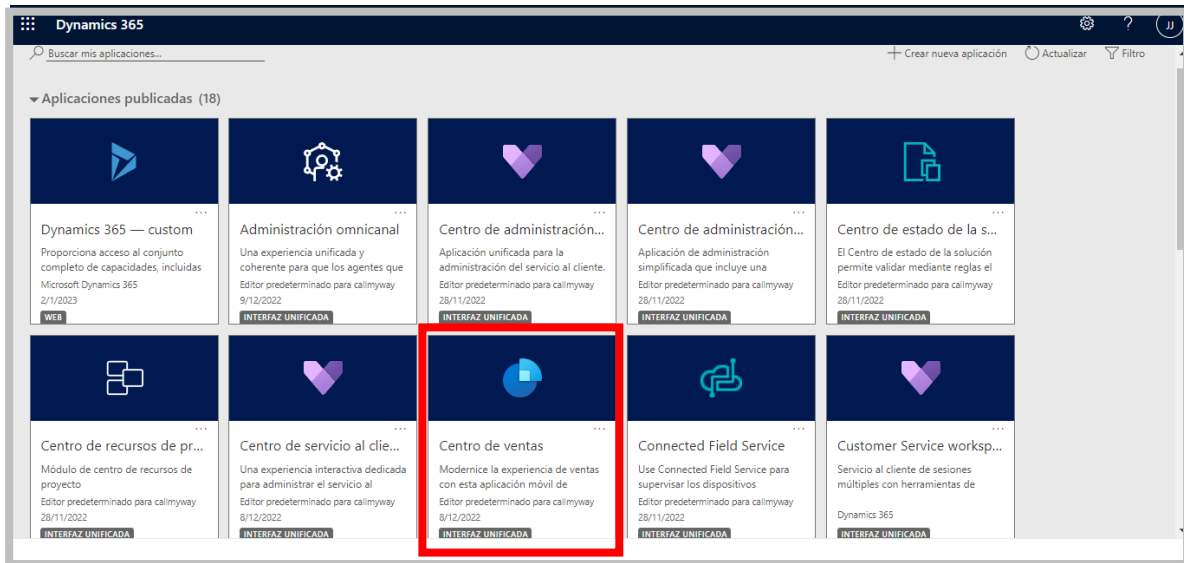 Dynamics 365
?
JJ
Buscar mis aplicaciones...
Crear nueva aplicación
Actualizar
Filtro
Aplicaciones publicadas (18)
Dynamics 365 — custom
Proporciona acceso al conjunto
completo de capacidades, incluidas
Microsoft Dynamics 365
2/1/2023
WEB
Administración omnicanal
Una experiencia unificada y
coherente para que los agentes que
Editor predeterminado para callmyway
9/12/2022
INTERFAZ UNIFICADA
Centro de administración...
Aplicación unificada para la
administración del servicio al cliente.
Editor predeterminado para callmyway
28/11/2022
INTERFAZ UNIFICADA
Centro de administración...
Aplicación de administración
simplificada que incluye una
Editor predeterminado para callmyway
28/11/2022
INTERFAZ UNIFICADA
Centro de estado de la s...
El Centro de estado de la solución
permite validar mediante reglas el
Editor predeterminado para callmyway
28/11/2022
INTERFAZ UNIFICADA
Centro de recursos de pr...
Módulo de centro de recursos de
proyecto
Editor predeterminado para callmyway
28/11/2022
INTERFAZ UNIFICADA
Centro de servicio al clie...
Una experiencia interactiva dedicada
para administrar el servicio al
Editor predeterminado para callmyway
8/12/2022
INTERFAZ UNIFICADA
Centro de ventas
Modernice la experiencia de ventas
con esta aplicación móvil de
Editor predeterminado para callmyway
8/12/2022
INTERFAZ UNIFICADA
Connected Field Service
Use Connected Field Service para
supervisar los dispositivos
Editor predeterminado para callmyway
28/11/2022
INTERFAZ UNIFICADA
Customer Service worksp...
Servicio al cliente de sesiones
múltiples con herramientas de
Dynamics 365
INTERFAZ UNIFICADA